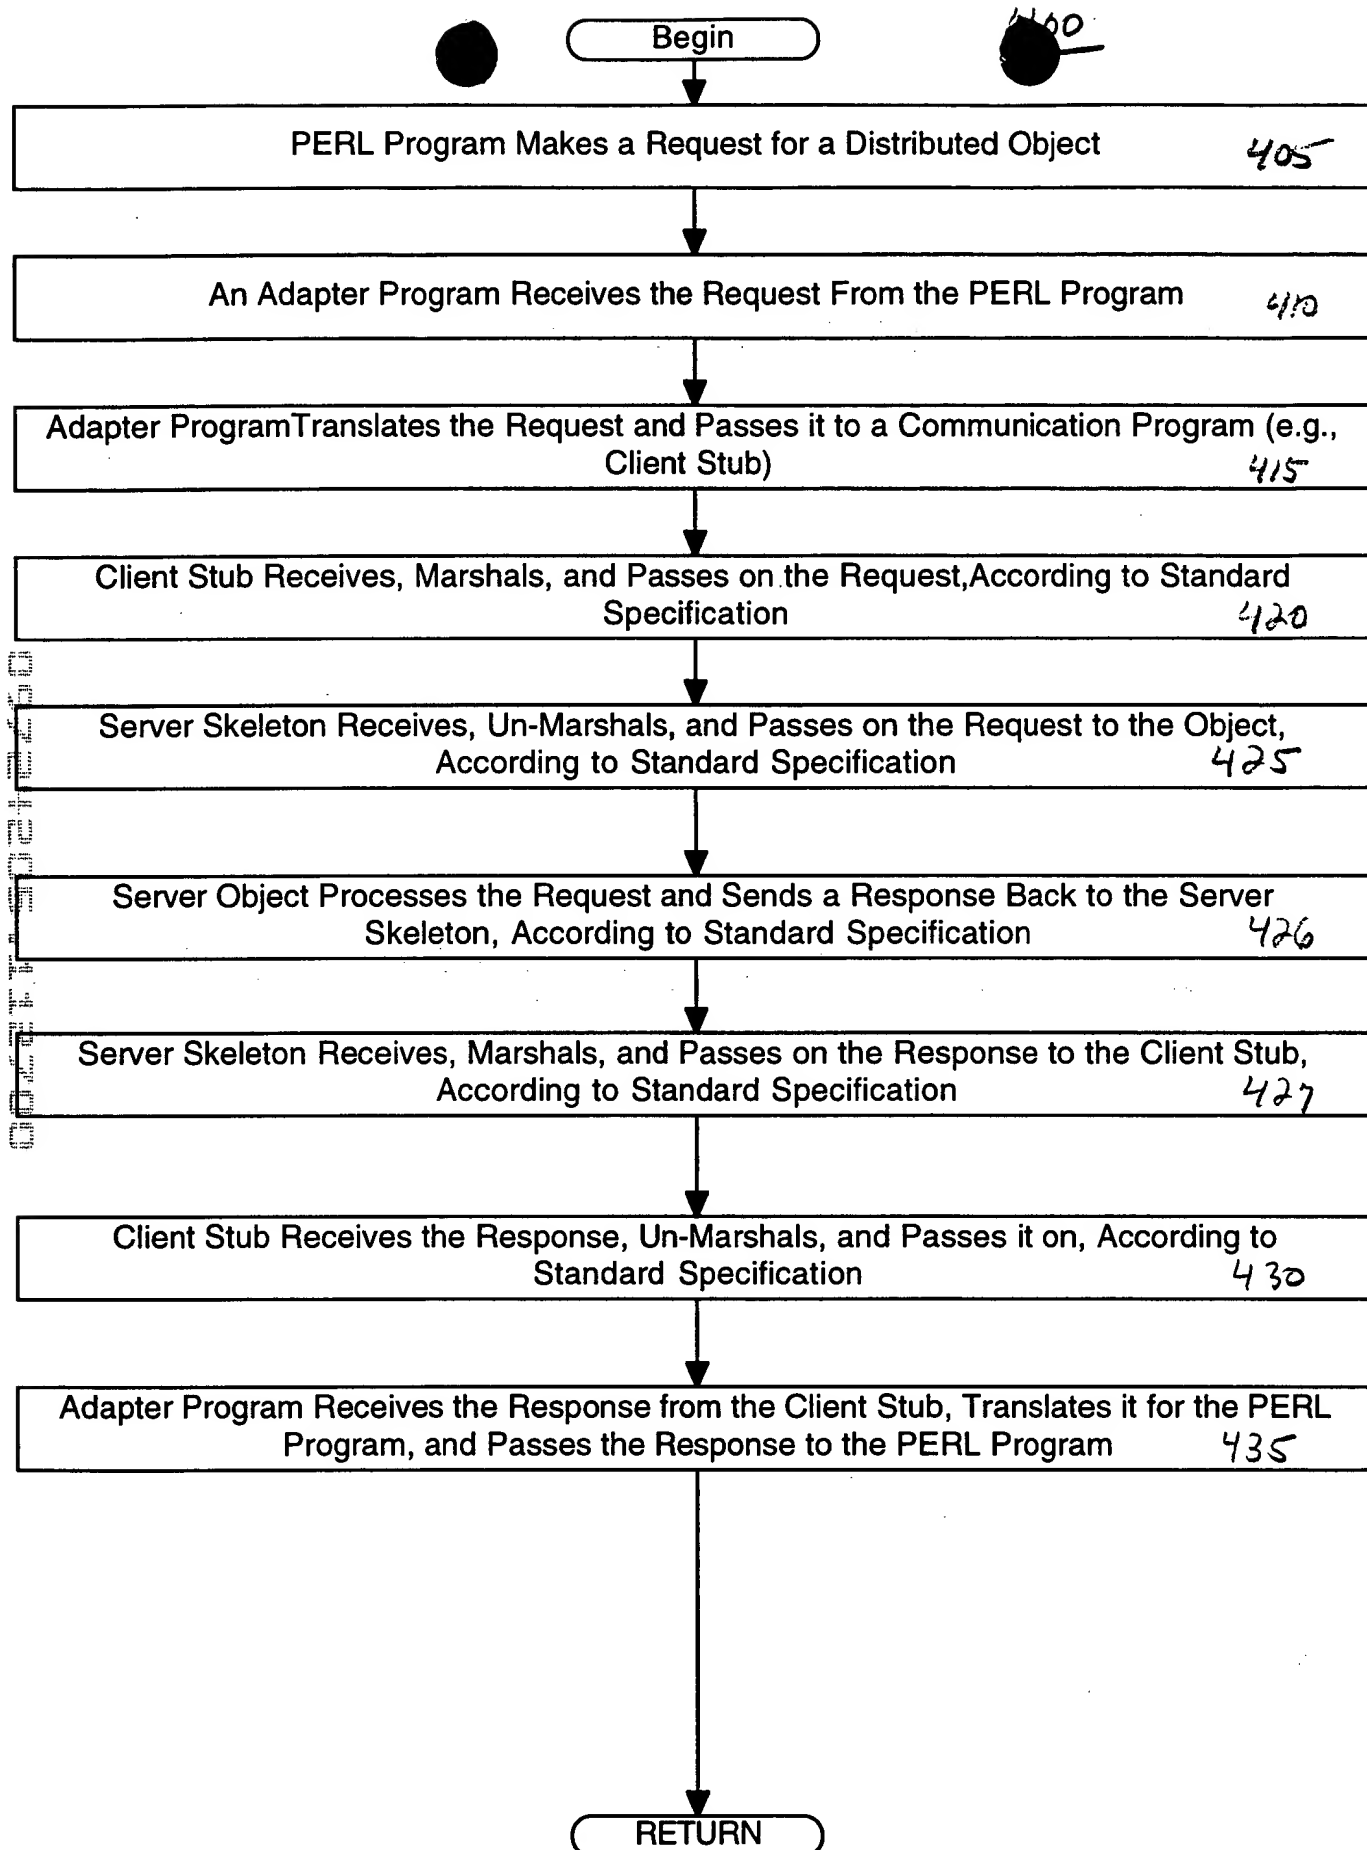 Begin
PERL Program Makes a Request for a Distributed Object 405
An Adapter Program Receives the Request From the PERL Program 410
Adapter ProgramTranslates the Request and Passes it to a Communication Program (e.g.,
Client Stub) 415
Client Stub Receives, Marshals, and Passes on the Request,According to Standard
Specification 420
Server Skeleton Receives, Un-Marshals, and Passes on the Request to the Object,
According to Standard Specification 425
Server Object Processes the Request and Sends a Response Back to the Server
Skeleton, According to Standard Specification 426
Server Skeleton Receives, Marshals, and Passes on the Response to the Client Stub,
According to Standard Specification 427
Client Stub Receives the Response, Un-Marshals, and Passes it on, According to
Standard Specification 430
Adapter Program Receives the Response from the Client Stub, Translates it for the PERL
Program, and Passes the Response to the PERL Program 435
RETURN